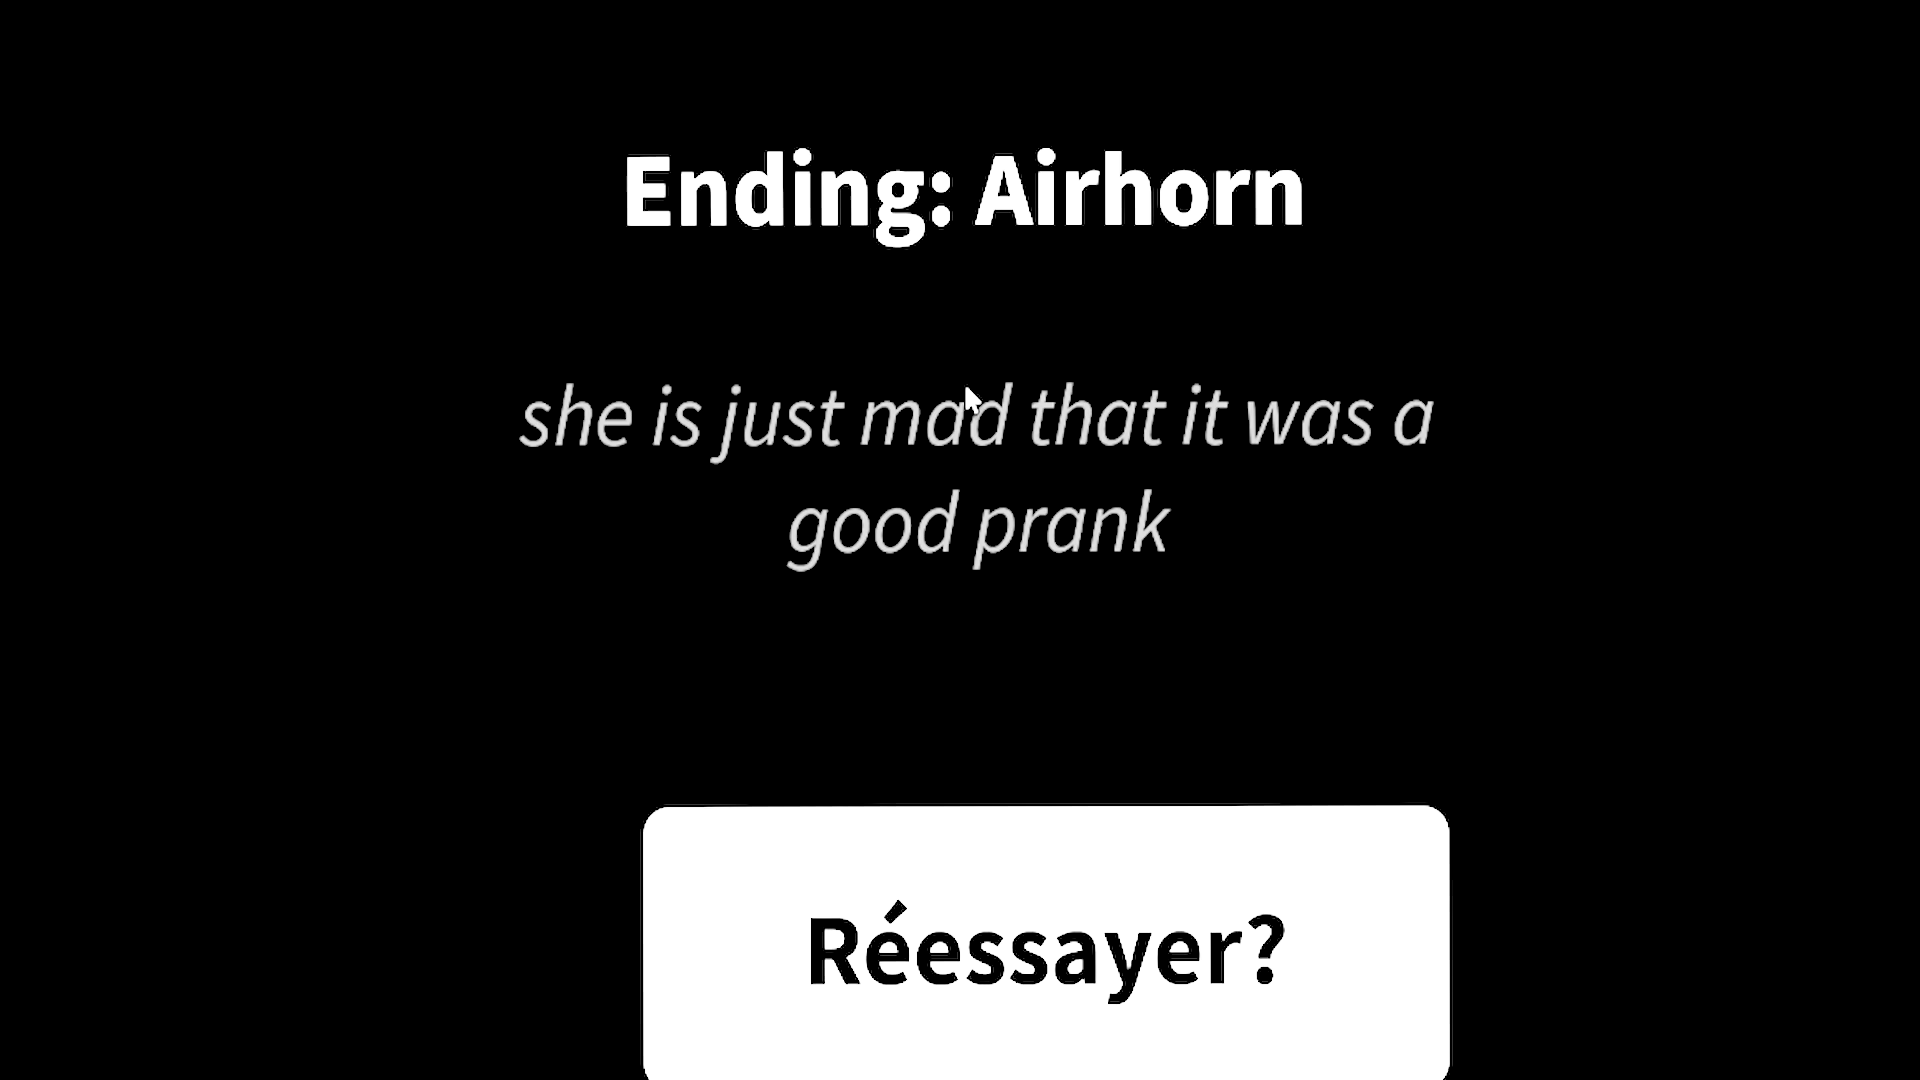 Ending: Airhorn
she is just mad that it was a
good prank
Réessayer?